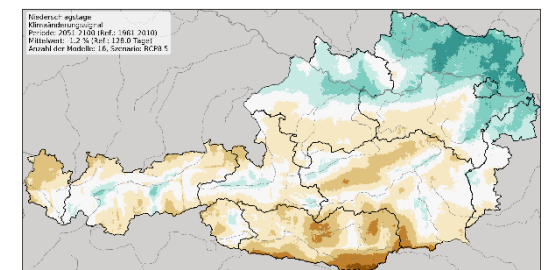 Niederschlagstage
Klimaänderungssignal
Periode: 2051-2100 (Ref.: 1961-2010)
Mittelwert: -1.2 % (Ref.: 128.0 Tage)
Anzahl der Modelle: 16, Szenario: RCP8.5